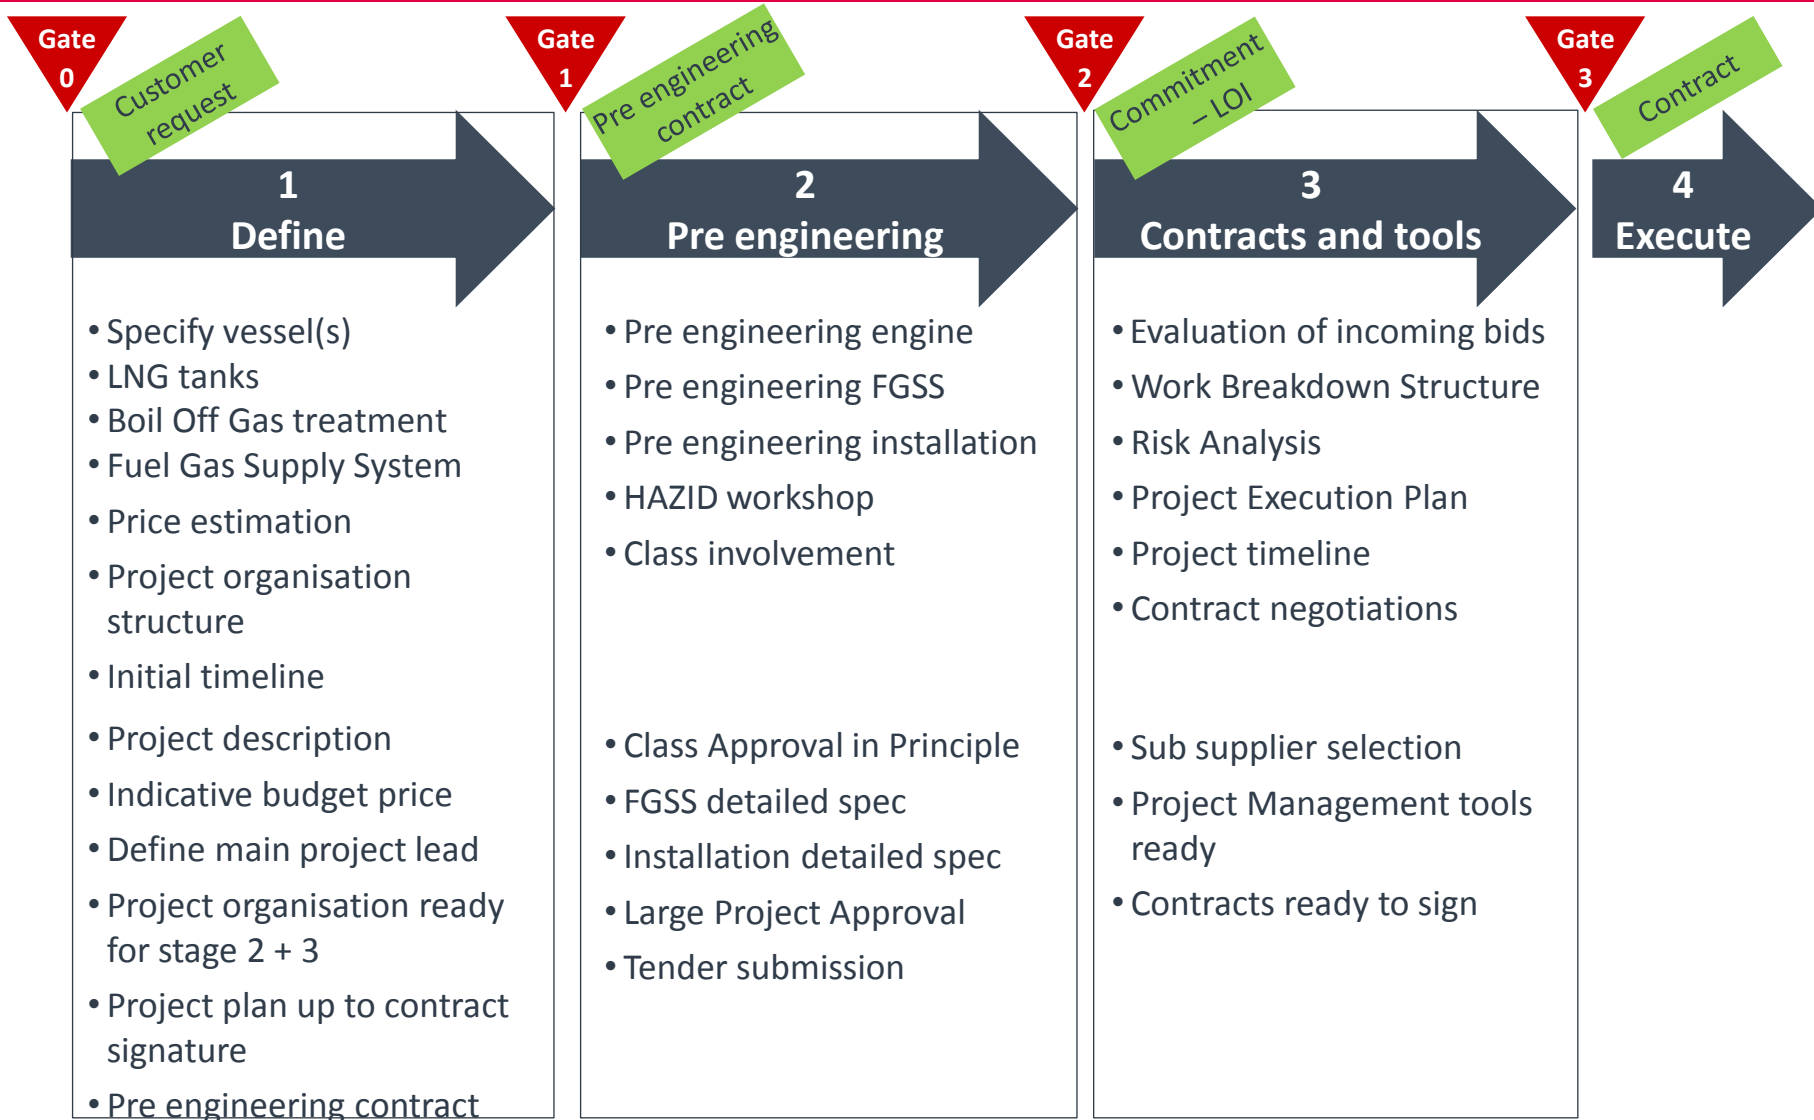 Gate
0
Customer
request
Gate
1
Pre engineering
contract
Gate
2
Commitment
– LOI
Gate
3
Contract
1
Define
2
Pre engineering
3
Contracts and tools
4
Execute
• Specify vessel(s)
• LNG tanks
• Boil Off Gas treatment
• Fuel Gas Supply System
• Price estimation
• Project organisation
structure
• Initial timeline
• Project description
• Indicative budget price
• Define main project lead
• Project organisation ready
for stage 2 + 3
• Project plan up to contract
signature
• Pre engineering contract
• Pre engineering engine
• Pre engineering FGSS
• Pre engineering installation
• HAZID workshop
• Class involvement
• Class Approval in Principle
• FGSS detailed spec
• Installation detailed spec
• Large Project Approval
• Tender submission
• Evaluation of incoming bids
• Work Breakdown Structure
• Risk Analysis
• Project Execution Plan
• Project timeline
• Contract negotiations
• Sub supplier selection
• Project Management tools
ready
• Contracts ready to sign